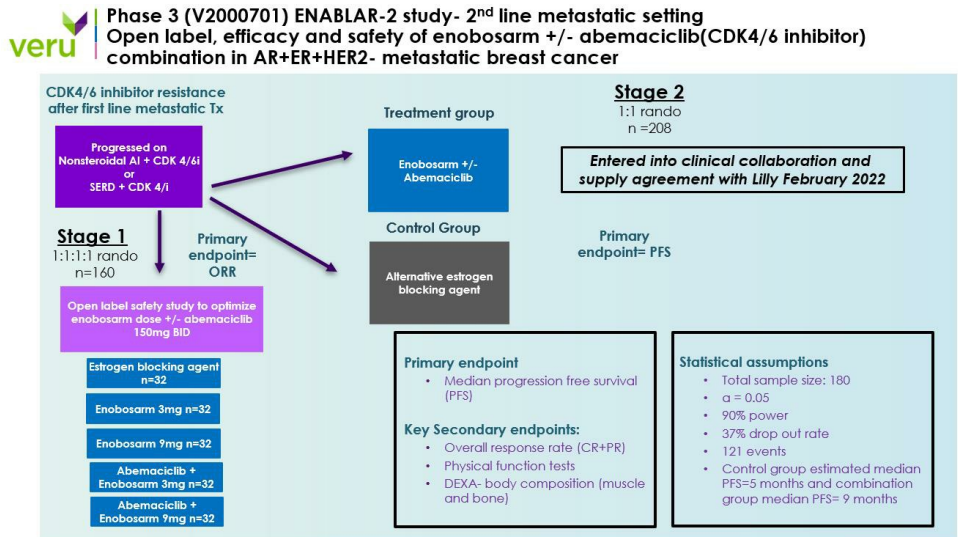 veru
Phase 3 (V2000701) ENABLAR-2 study- 2nd line metastatic setting
Open label, efficacy and safety of enobosarm +/- abemaciclib(CDK4/6 inhibitor)
combination in AR+ER+HER2- metastatic breast cancer
CDK4/6 inhibitor resistance
after first line metastatic Tx
Progressed on
Nonsteroidal AI + CDK 4/6i
or
SERD + CDK 4/i
Stage 1
1:1:1:1 rando
n=160
Primary
endpoint=
ORR
Open label safety study to optimize
enobosarm dose +/- abemaciclib
150mg BID
Estrogen blocking agent
n=32
Enobosarm 3mg n=32
Enobosarm 9mg n=32
Abemaciclib +
Enobosarm 3mg n=32
Abemaciclib +
Enobosarm 9mg n=32
Treatment group
Enobosarm +/-
Abemaciclib
Control Group
Alternative estrogen
blocking agent
Stage 2
1:1 rando
n =208
Entered into clinical collaboration and
supply agreement with Lilly February 2022
Primary
endpoint= PFS
Primary endpoint
• Median progression free survival
(PFS)
Key Secondary endpoints:
• Overall response rate (CR+PR)
• Physical function tests
• DEXA- body composition (muscle
and bone)
Statistical assumptions
• Total sample size: 180
• α = 0.05
• 90% power
• 37% drop out rate
• 121 events
• Control group estimated median
PFS=5 months and combination
group median PFS= 9 months